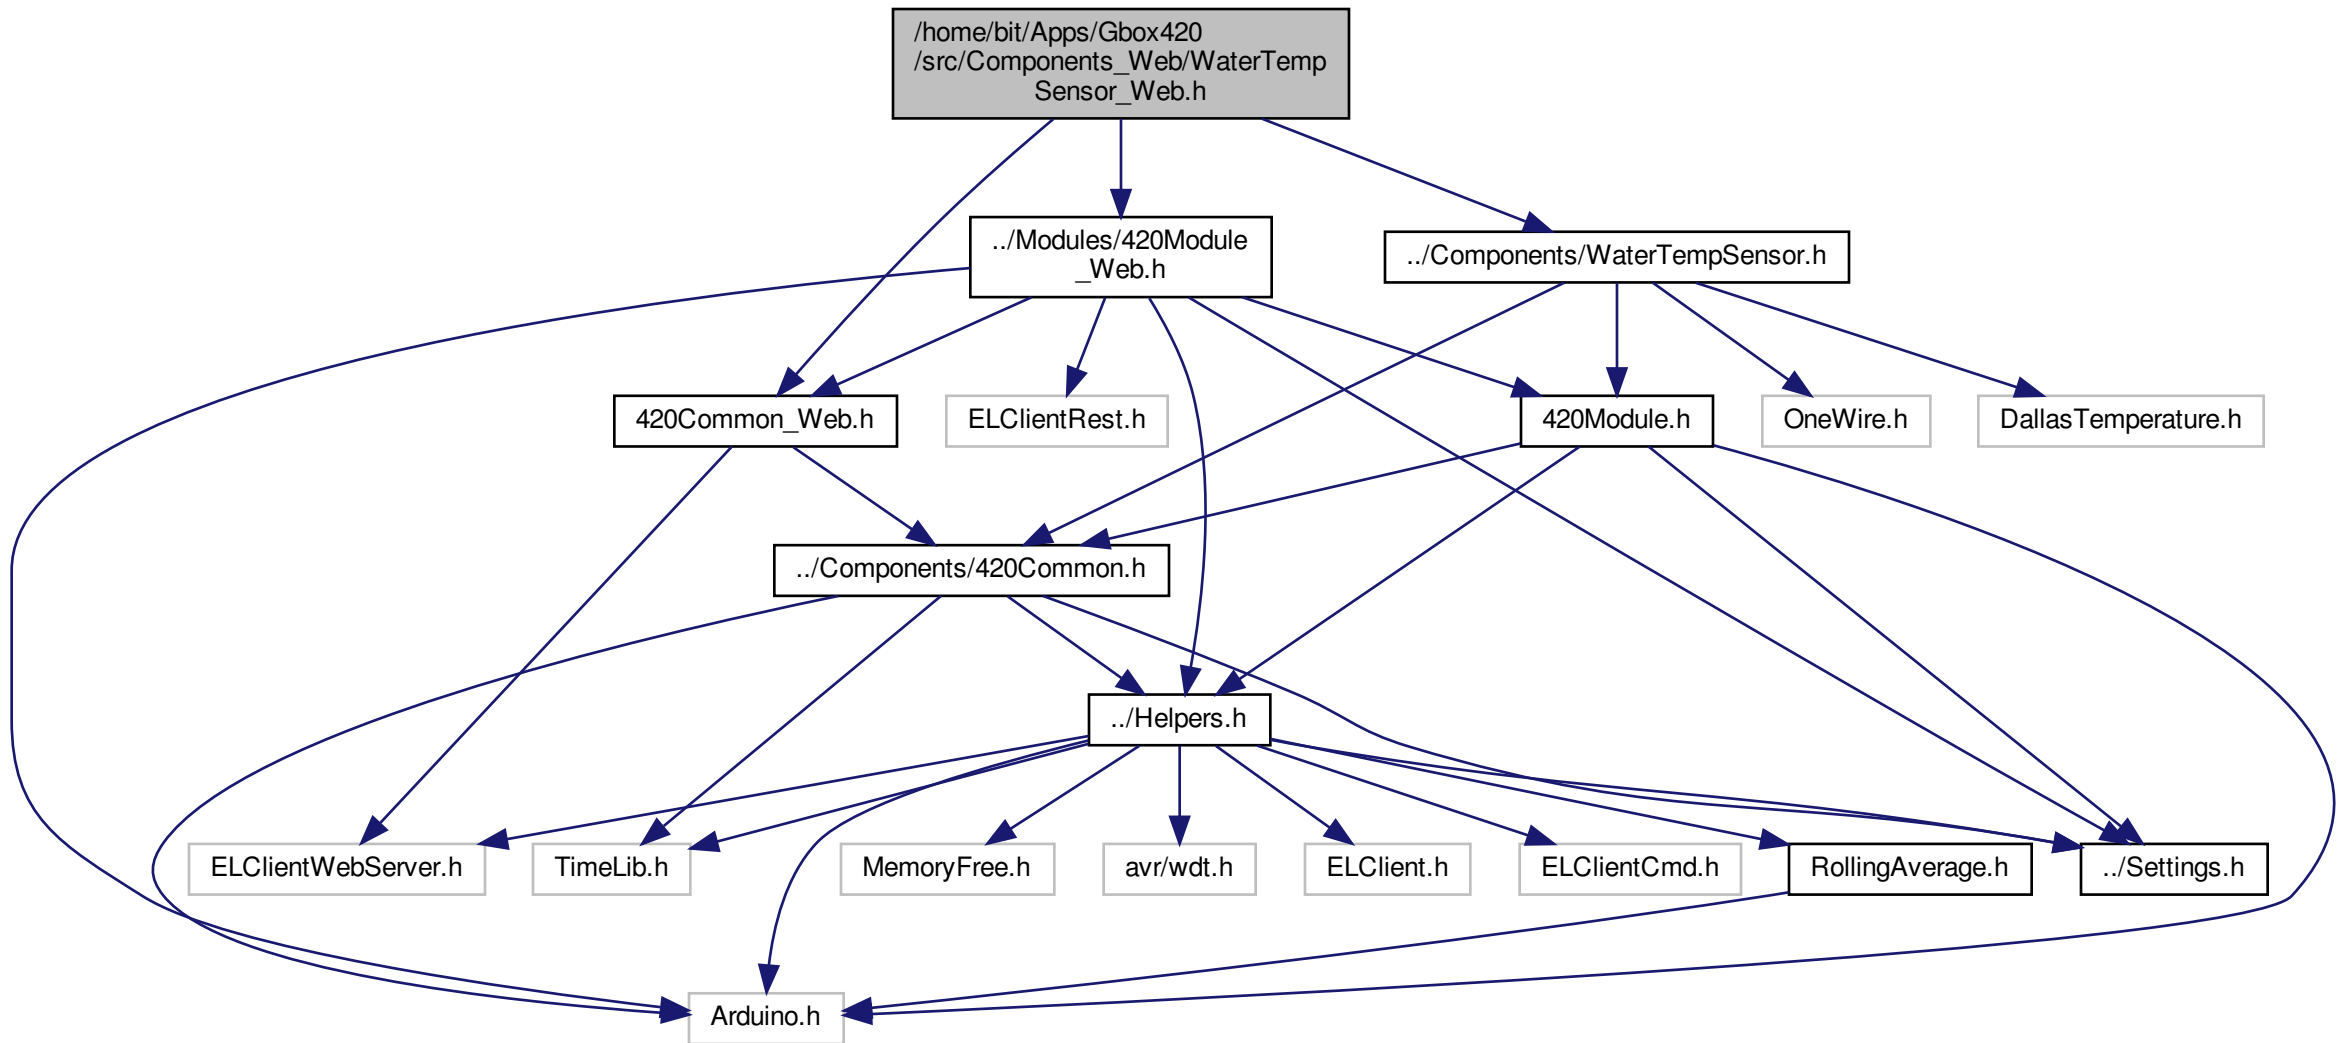 /home/bit/Apps/Gbox420
/src/Components_Web/WaterTemp
Sensor_Web.h
../Modules/420Module
_Web.h
../Components/WaterTempSensor.h
420Common_Web.h
ELClientRest.h
420Module.h
OneWire.h
DallasTemperature.h
../Components/420Common.h
../Helpers.h
ELClientWebServer.h
TimeLib.h
MemoryFree.h
avr/wdt.h
ELClient.h
ELClientCmd.h
RollingAverage.h
../Settings.h
Arduino.h